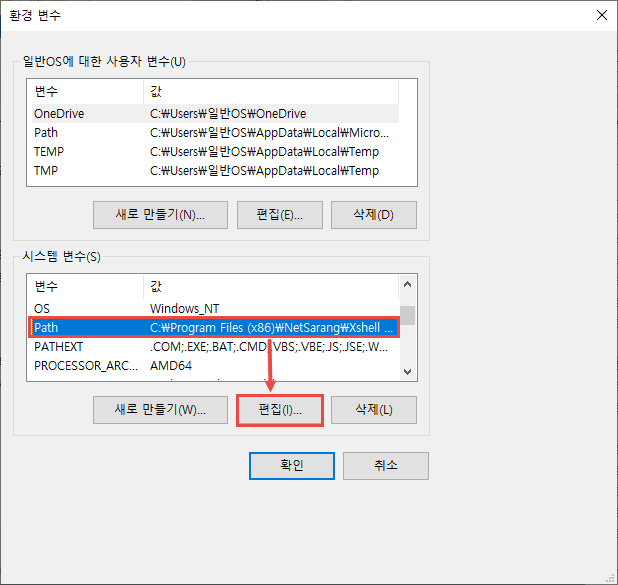 환경 변수
일반OS에 대한 사용자 변수(U)
변수 값
OneDrive C:₩Users₩일반OS₩OneDrive
Path C:₩Users₩일반OS₩AppData₩Local₩Micro...
TEMP C:₩Users₩일반OS₩AppData₩Local₩Temp
TMP C:₩Users₩일반OS₩AppData₩Local₩Temp
새로 만들기(N)... 편집(E)... 삭제(D)
시스템 변수(S)
변수 값
OS Windows_NT
Path C:₩Program Files (x86)₩NetSarang₩Xshell ...
PATHEXT .COM;.EXE;.BAT;.CMD;.VBS;.VBE;.JS;.JSE;.W...
PROCESSOR_ARC... AMD64
새로 만들기(W)... 편집(I)... 삭제(L)
확인 취소